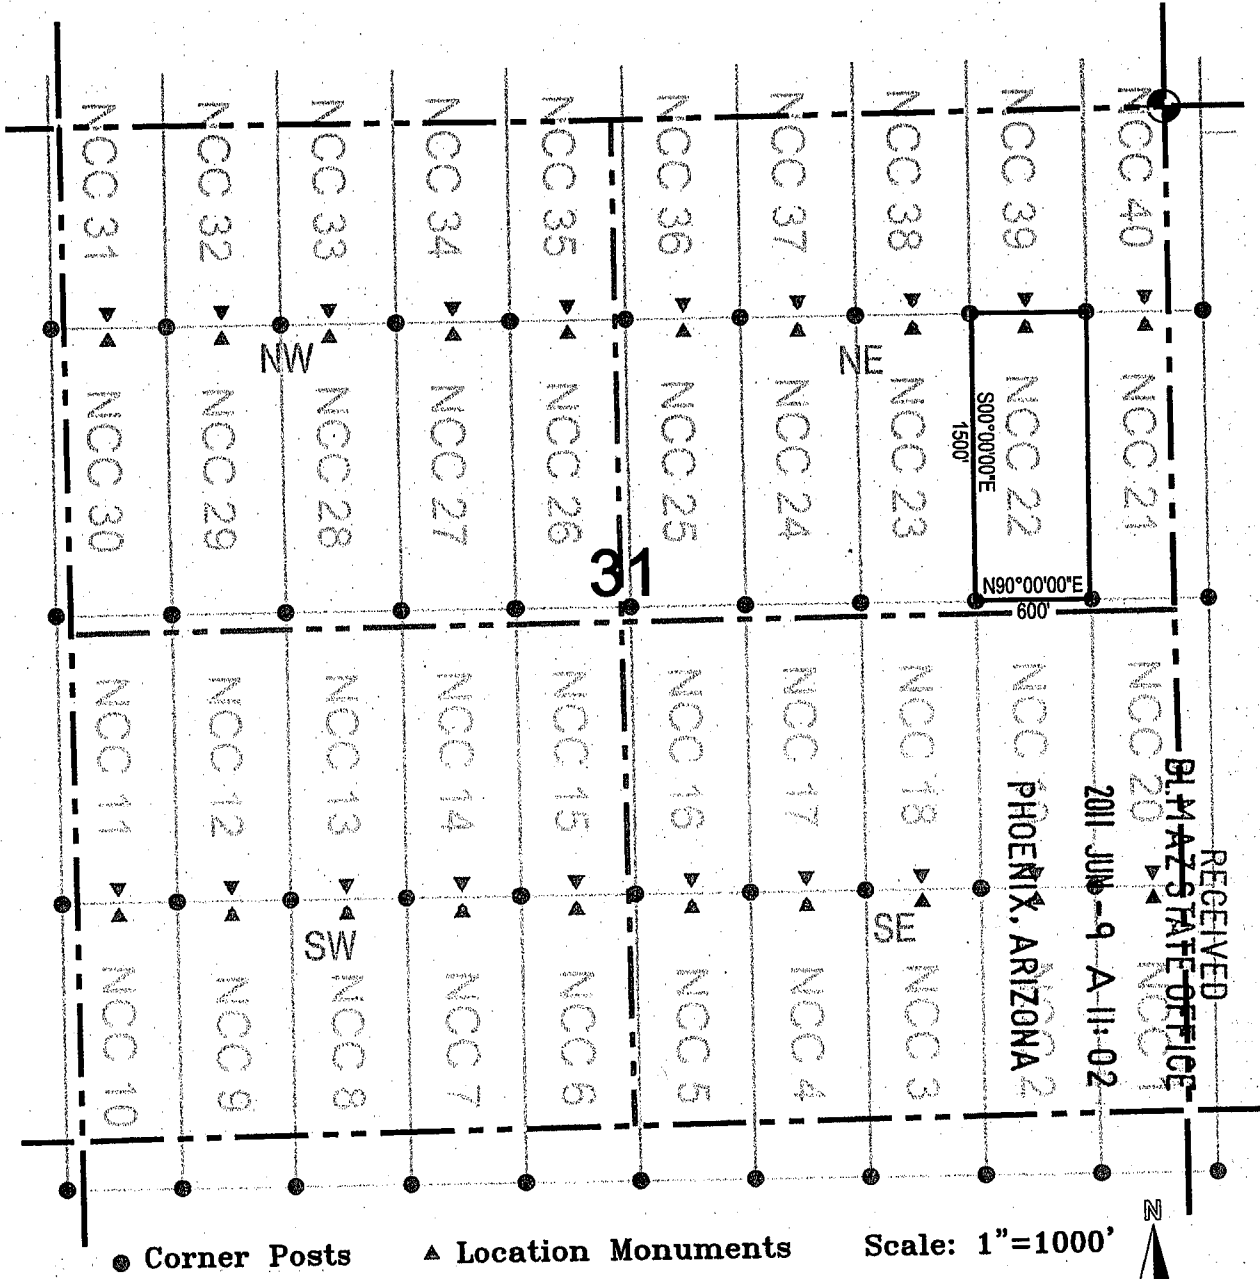 NCC 31
NCC 32
NCC 33
NCC 34
NCC 35
NCC 36
NCC 37
NCC 38
NCC 39
NCC 40
NW
NE
NCC 30
NCC 29
NCC 28
NCC 27
NCC 26
NCC 25
NCC 24
NCC 23
S00°00'00"E
1500'
NCC 22
NCC 21
31
N90°00'00"E
600'
NCC 11
NCC 12
NCC 13
NCC 14
NCC 15
NCC 16
NCC 17
NCC 18
NCC
NCC 20
SW
SE
NCC 10
NCC 9
NCC 8
NCC 7
NCC 6
NCC 5
NCC 4
NCC 3
NCC 2
NCC 1
RECEIVED
BLM AZ STATE OFFICE
2011 JUN -9 A 11:02
PHOENIX, ARIZONA
N
Corner Posts
Location Monuments
Scale: 1"=1000'